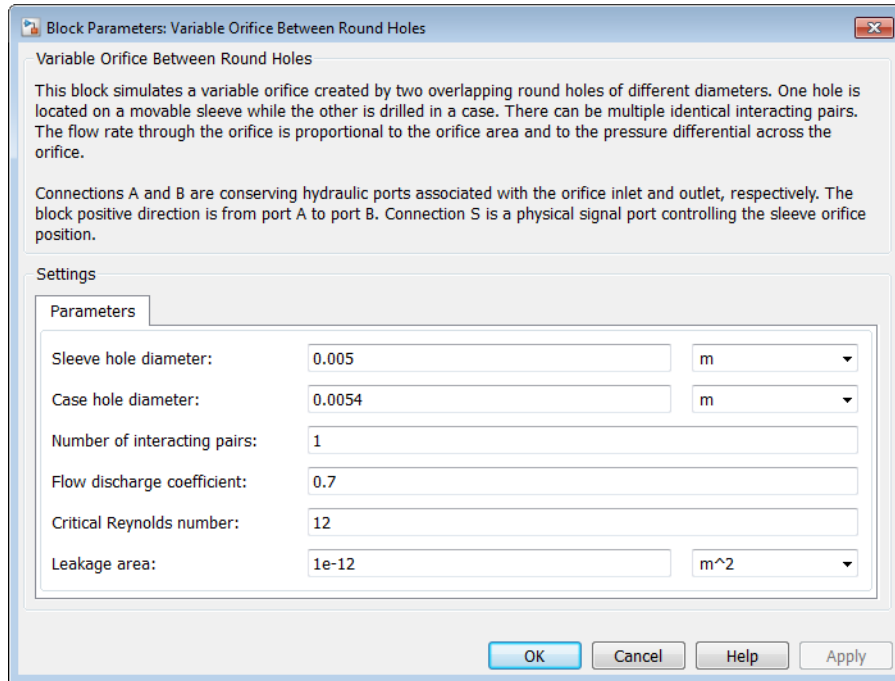 Block Parameters: Variable Orifice Between Round Holes
Variable Orifice Between Round Holes
This block simulates a variable orifice created by two overlapping round holes of different diameters. One hole is
located on a movable sleeve while the other is drilled in a case. There can be multiple identical interacting pairs.
The flow rate through the orifice is proportional to the orifice area and to the pressure differential across the
orifice.
Connections A and B are conserving hydraulic ports associated with the orifice inlet and outlet, respectively. The
block positive direction is from port A to port B. Connection S is a physical signal port controlling the sleeve orifice
position.
Settings
Parameters
Sleeve hole diameter: 0.005 m
Case hole diameter: 0.0054 m
Number of interacting pairs: 1
Flow discharge coefficient: 0.7
Critical Reynolds number: 12
Leakage area: 1e-12 m^2
OK Cancel Help Apply